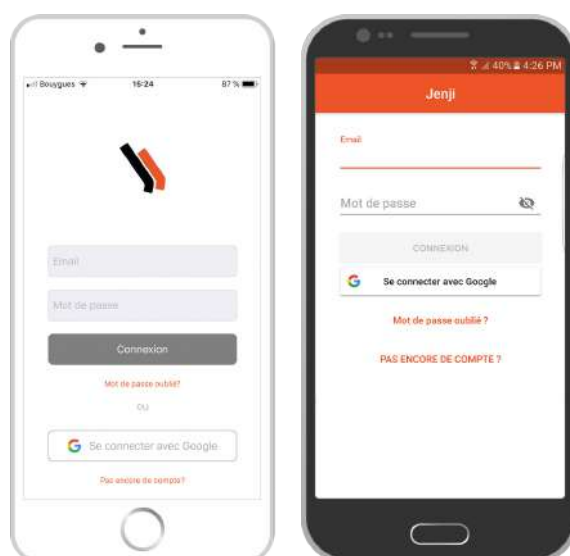 Bouygues 15:24 87 %
Email
Mot de passe
Connexion
Mot de passe oublié?
ou
Se connecter avec Google
Pas encore de compte?
40% 4:26 PM
Jenji
Email
Mot de passe
CONNEXION
Se connecter avec Google
Mot de passe oublié ?
PAS ENCORE DE COMPTE ?